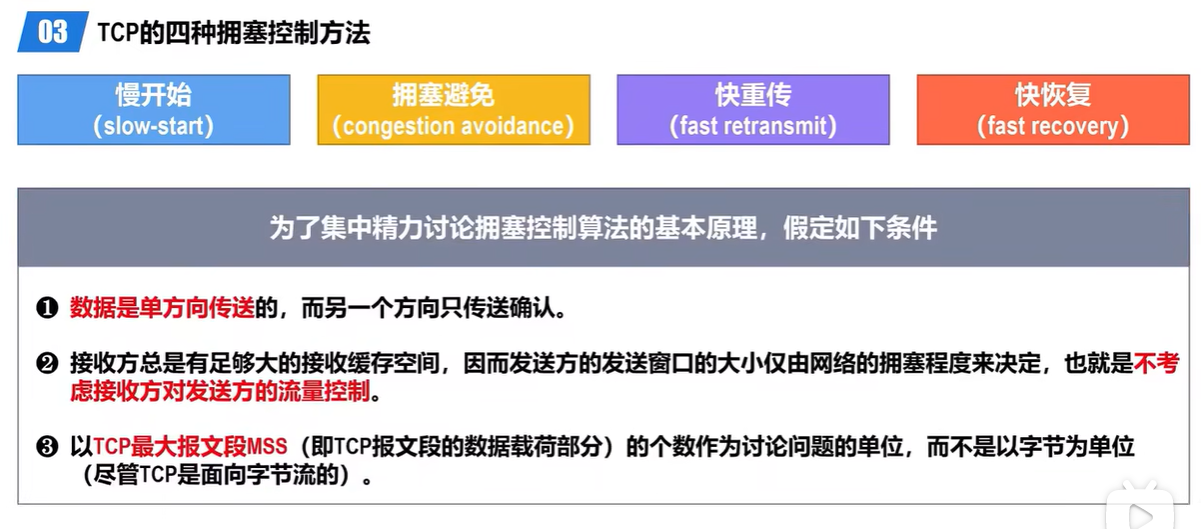 03 TCP的四种拥塞控制方法
慢开始
（slow-start）
拥塞避免
（congestion avoidance）
快重传
（fast retransmit）
快恢复
（fast recovery）
为了集中精力讨论拥塞控制算法的基本原理，假定如下条件
❶ 数据是单方向传送的，而另一个方向只传送确认。
❷ 接收方总是有足够大的接收缓存空间，因而发送方的发送窗口的大小仅由网络的拥塞程度来决定，也就是不考
虑接收方对发送方的流量控制。
❸ 以TCP最大报文段MSS（即TCP报文段的数据载荷部分）的个数作为讨论问题的单位，而不是以字节为单位
（尽管TCP是面向字节流的）。